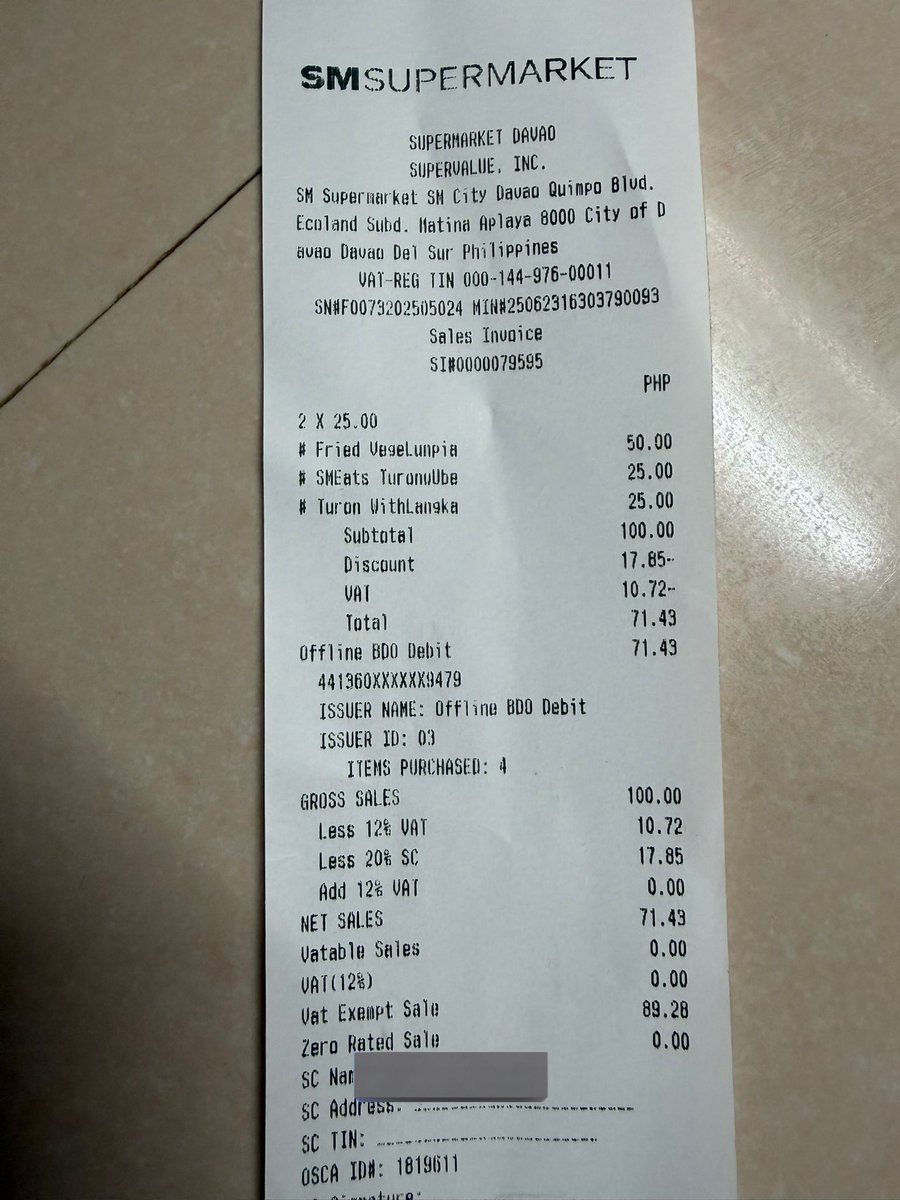 SM SUPERMARKET
SUPERMARKET DAVAO
SUPERVALUE, INC.
SM Supermarket SM City Davao Quimpo Blvd.
Ecoland Subd. Matina Aplaya 8000 City of D
avao Davao Del Sur Philippines
VAT-REG TIN 000-144-976-00011
SN#F0073202505024 MIN#25062316303790093
Sales Invoice
SI#0000079595
PHP
2 X 25.00
# Fried VegeLunpia 50.00
# SMEats TuronwUbe 25.00
# Turon WithLangka 25.00
Subtotal 100.00
Discount 17.85-
VAT 10.72-
Total 71.43
Offline BDO Debit 71.43
441360XXXXXX9479
ISSUER NAME: Offline BDO Debit
ISSUER ID: 03
ITEMS PURCHASED: 4
GROSS SALES 100.00
Less 12% VAT 10.72
Less 20% SC 17.85
Add 12% VAT 0.00
NET SALES 71.43
Vatable Sales 0.00
VAT(12%) 0.00
Vat Exempt Sale 89.28
Zero Rated Sale 0.00
SC
SC Address:
SC TIN:
OSCA ID#: 1819611